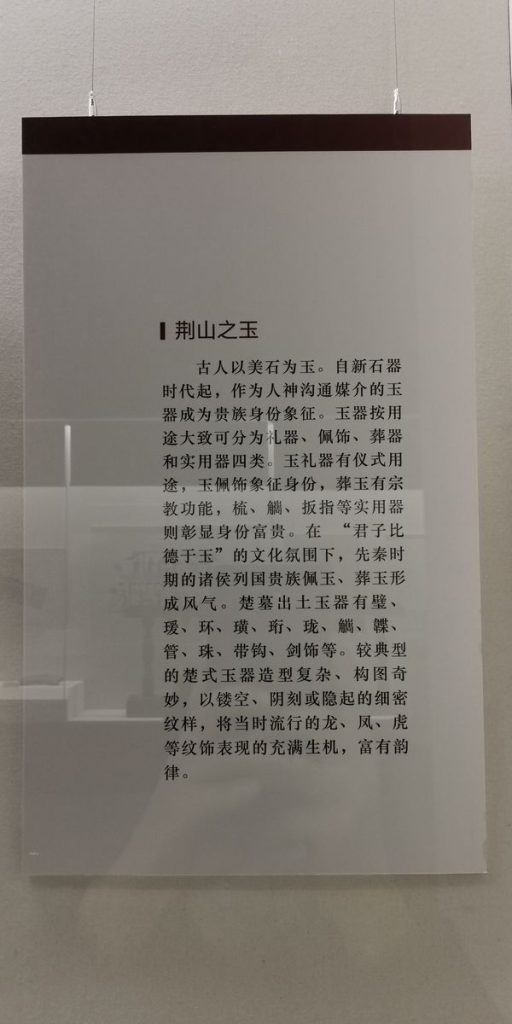 荆山之玉
古人以美石为玉。自新石器
时代起，作为人神沟通媒介的玉
器成为贵族身份象征。玉器按用
途大致可分为礼器、佩饰、葬器
和实用器四类。玉礼器有仪式用
途，玉佩饰象征身份，葬玉有宗
教功能，梳、觿、扳指等实用器
则彰显身份富贵。在 “君子比
德于玉”的文化氛围下，先秦时
期的诸侯列国贵族佩玉、葬玉形
成风气。楚墓出土玉器有璧、
瑗、环、璜、珩、珑、觿、韘、
管、珠、带钩、剑饰等。较典型
的楚式玉器造型复杂、构图奇
妙，以镂空、阴刻或隐起的细密
纹样，将当时流行的龙、凤、虎
等纹饰表现的充满生机，富有韵
律。